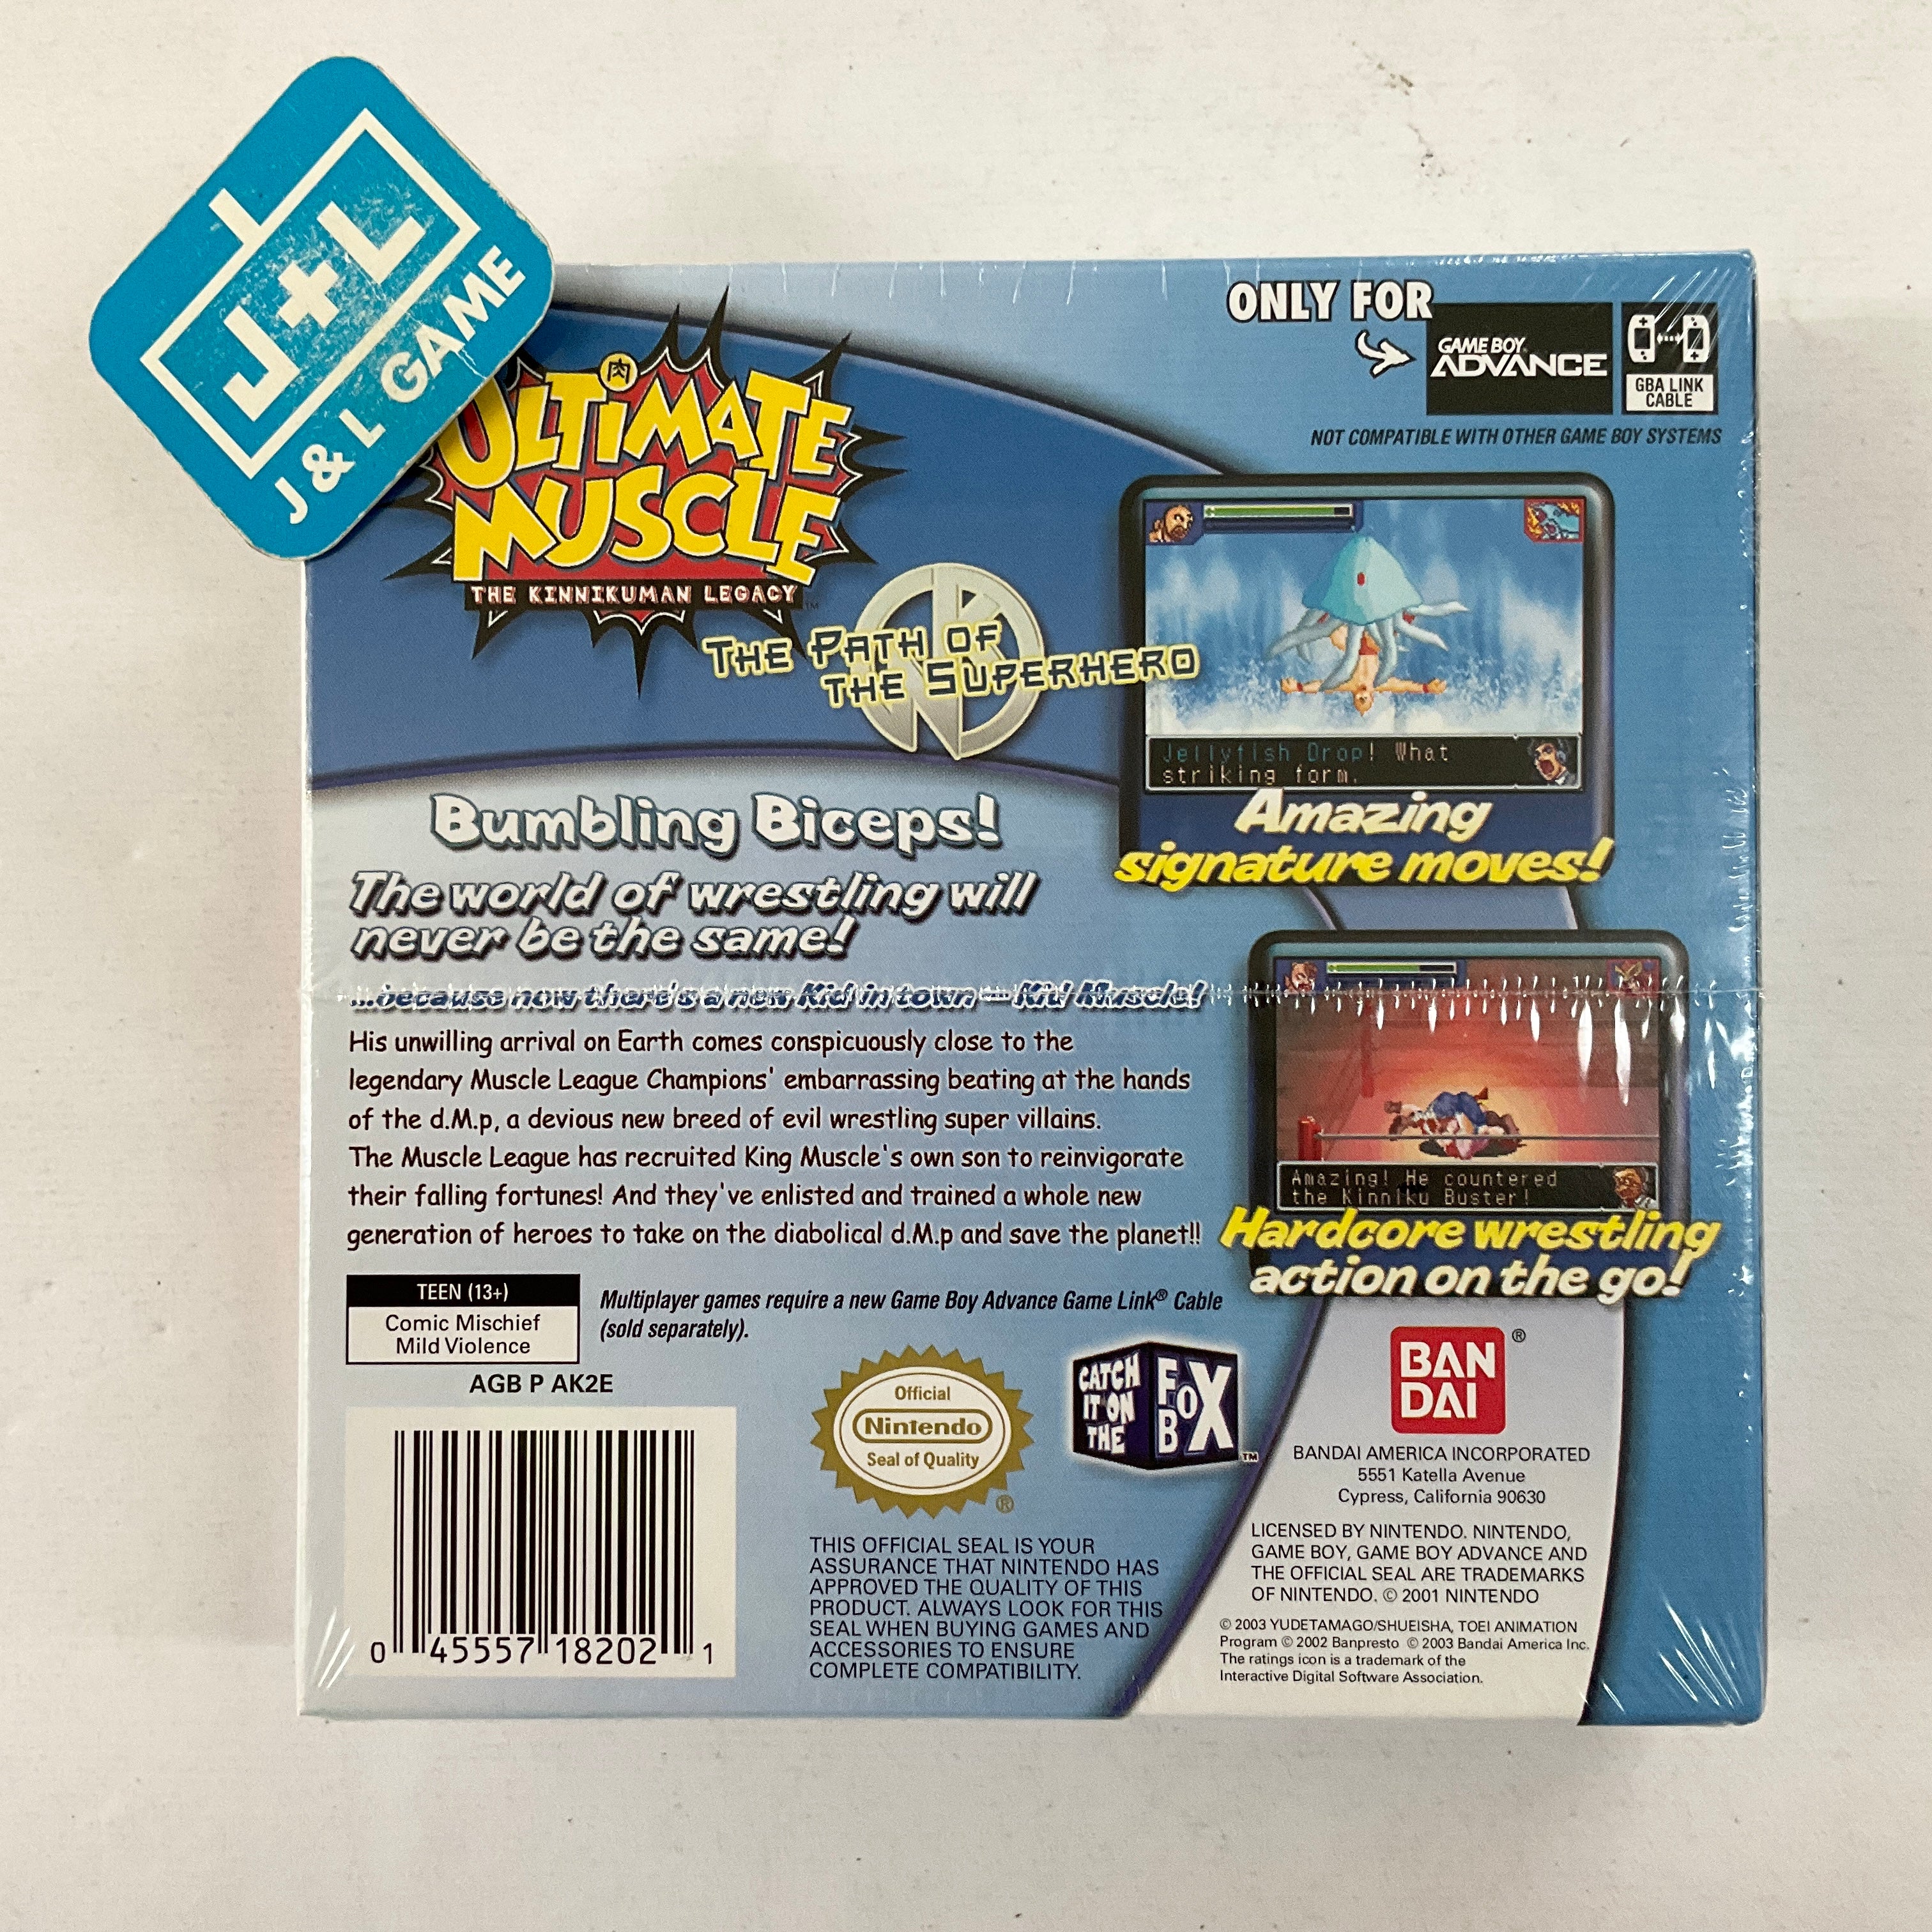 J+L
J & L GAME
ULTIMATE
肉
MUSCLE
THE KINNIKUMAN LEGACY™
THE PATH OF
THE SUPERHERO
ONLY FOR
GAME BOY
ADVANCE
GBA LINK
CABLE
NOT COMPATIBLE WITH OTHER GAME BOY SYSTEMS
Jellyfish Drop! What
striking form.
Amazing
signature moves!
Bumbling Biceps!
The world of wrestling will
never be the same!
...because now there's a new Kid in town — Kid Muscle!
His unwilling arrival on Earth comes conspicuously close to the
legendary Muscle League Champions' embarrassing beating at the hands
of the d.M.p, a devious new breed of evil wrestling super villains.
The Muscle League has recruited King Muscle's own son to reinvigorate
their falling fortunes! And they've enlisted and trained a whole new
generation of heroes to take on the diabolical d.M.p and save the planet!!
Amazing! He countered
the Kinniku Buster!
Hardcore wrestling
action on the go!
TEEN (13+)
Comic Mischief
Mild Violence
AGB P AK2E
Multiplayer games require a new Game Boy Advance Game Link® Cable
(sold separately).
0 45557 18202 1
Official
Nintendo
Seal of Quality
®
THIS OFFICIAL SEAL IS YOUR
ASSURANCE THAT NINTENDO HAS
APPROVED THE QUALITY OF THIS
PRODUCT. ALWAYS LOOK FOR THIS
SEAL WHEN BUYING GAMES AND
ACCESSORIES TO ENSURE
COMPLETE COMPATIBILITY.
CATCH
IT ON
THE
FOX
BOX
™
BAN
DAI
®
BANDAI AMERICA INCORPORATED
5551 Katella Avenue
Cypress, California 90630
LICENSED BY NINTENDO. NINTENDO,
GAME BOY, GAME BOY ADVANCE AND
THE OFFICIAL SEAL ARE TRADEMARKS
OF NINTENDO. © 2001 NINTENDO
© 2003 YUDETAMAGO/SHUEISHA, TOEI ANIMATION
Program © 2002 Banpresto © 2003 Bandai America Inc.
The ratings icon is a trademark of the
Interactive Digital Software Association.